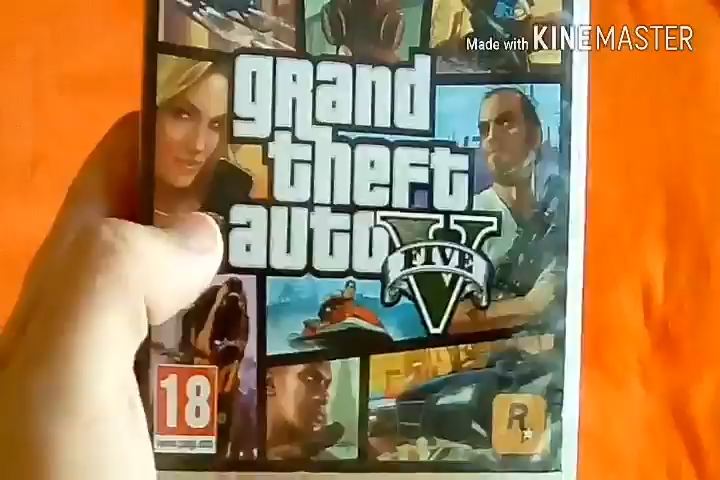 Made with KINEMASTER
grand
theft
auto V
FIVE
18
R